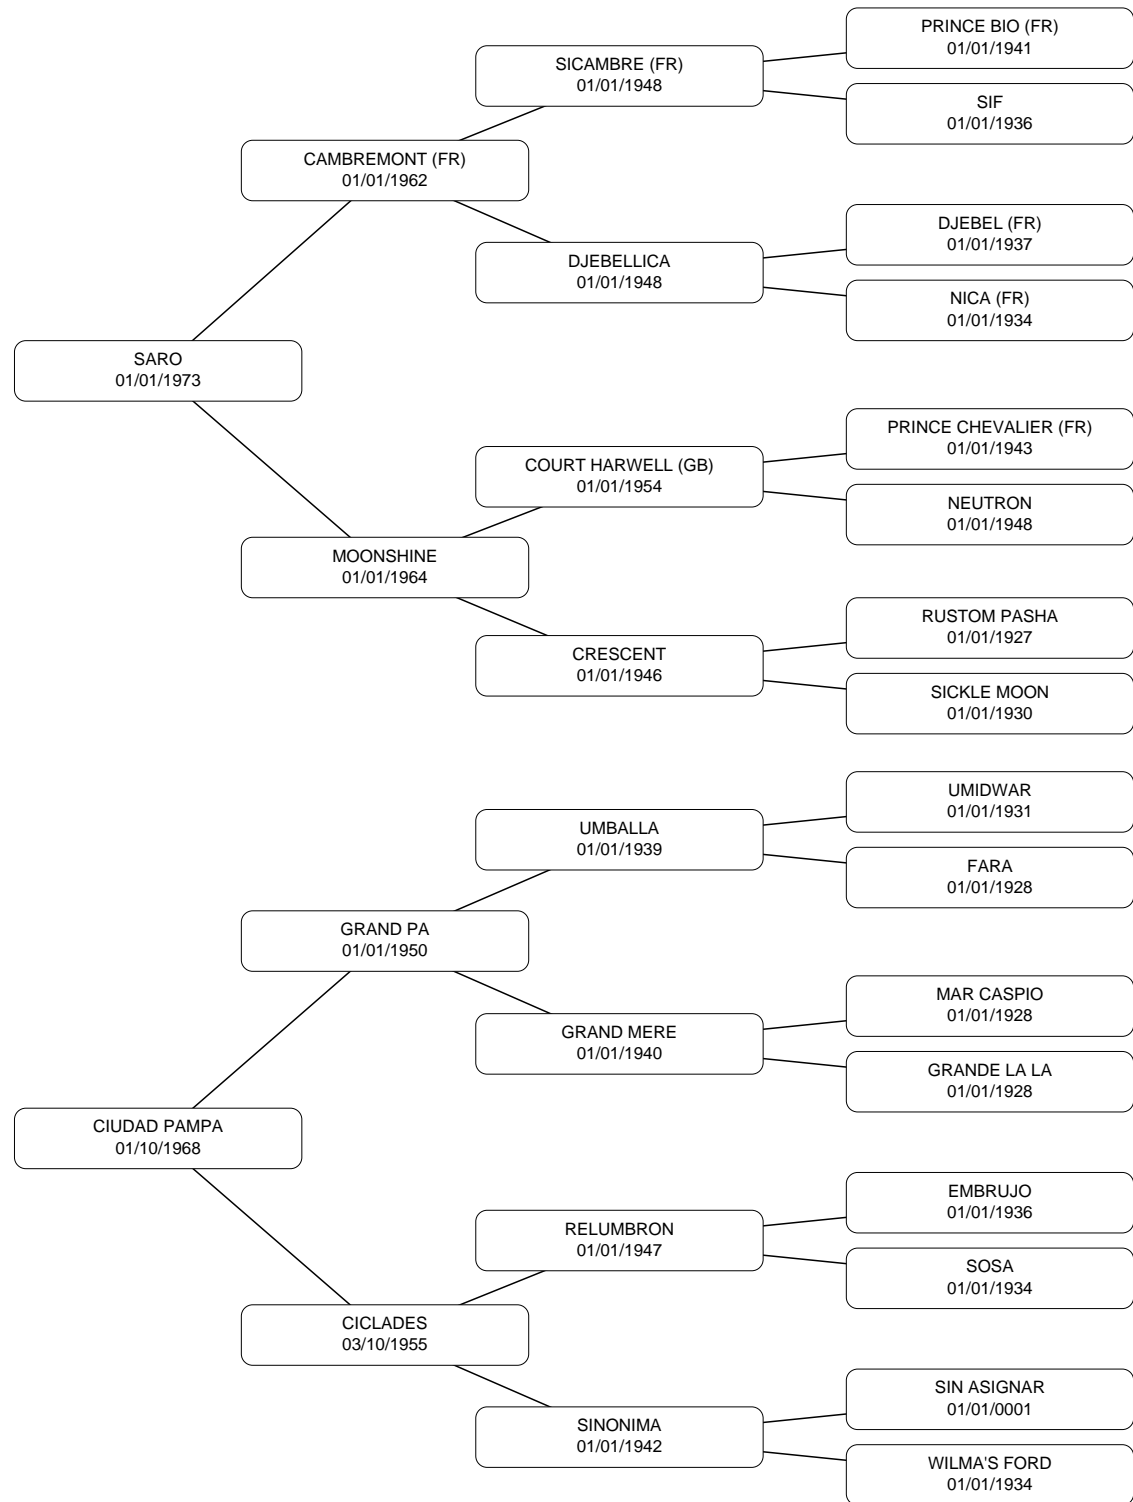 PRINCE BIO (FR)
01/01/1941
SICAMBRE (FR)
01/01/1948
SIF
01/01/1936
CAMBREMONT (FR)
01/01/1962
DJEBEL (FR)
01/01/1937
DJEBELLICA
01/01/1948
NICA (FR)
01/01/1934
SARO
01/01/1973
PRINCE CHEVALIER (FR)
01/01/1943
COURT HARWELL (GB)
01/01/1954
NEUTRON
01/01/1948
MOONSHINE
01/01/1964
RUSTOM PASHA
01/01/1927
CRESCENT
01/01/1946
SICKLE MOON
01/01/1930
UMIDWAR
01/01/1931
UMBALLA
01/01/1939
FARA
01/01/1928
GRAND PA
01/01/1950
MAR CASPIO
01/01/1928
GRAND MERE
01/01/1940
GRANDE LA LA
01/01/1928
CIUDAD PAMPA
01/10/1968
EMBRUJO
01/01/1936
RELUMBRON
01/01/1947
SOSA
01/01/1934
CICLADES
03/10/1955
SIN ASIGNAR
01/01/0001
SINONIMA
01/01/1942
WILMA'S FORD
01/01/1934